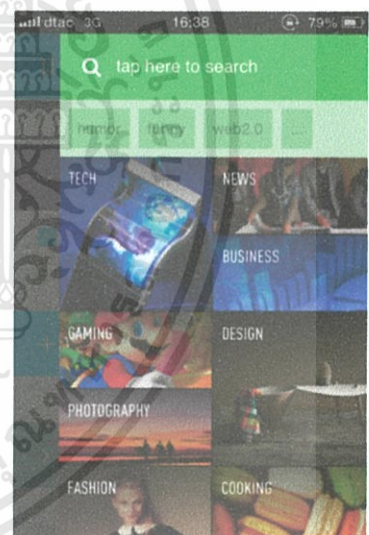 dtac 3G 16:38 79%
tap here to search
humor funny web2.0 ...
TECH NEWS
BUSINESS
GAMING DESIGN
PHOTOGRAPHY
FASHION COOKING